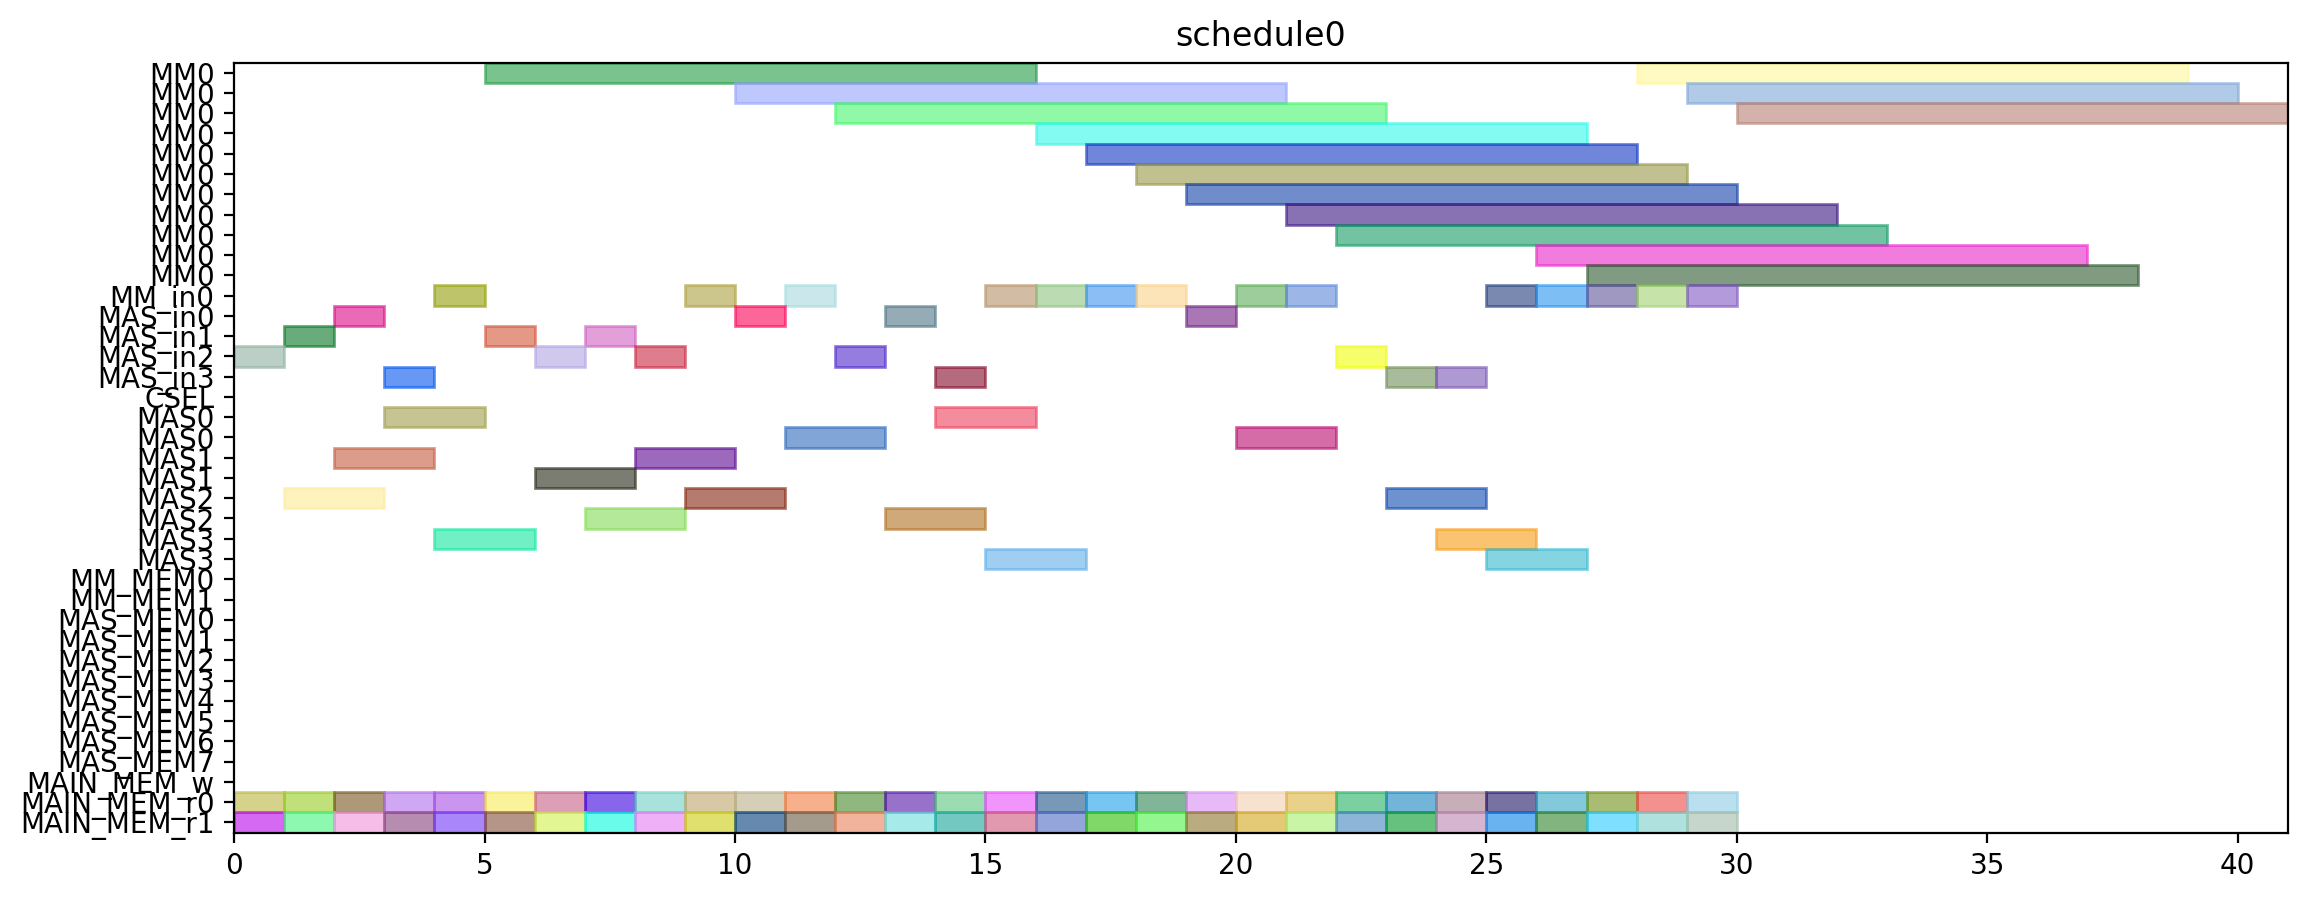 schedule0
MM0
MM0
MM0
MM0
MM0
MM0
MM0
MM0
MM0
MM0
MM0
MM_in0
MAS_in0
MAS_in1
MAS_in2
MAS_in3
CSEL
MAS0
MAS0
MAS1
MAS1
MAS2
MAS2
MAS3
MAS3
MM_MEM0
MM_MEM1
MAS_MEM0
MAS_MEM1
MAS_MEM2
MAS_MEM3
MAS_MEM4
MAS_MEM5
MAS_MEM6
MAS_MEM7
MAIN_MEM_w
MAIN_MEM_r0
MAIN_MEM_r1
0 5 10 15 20 25 30 35 40